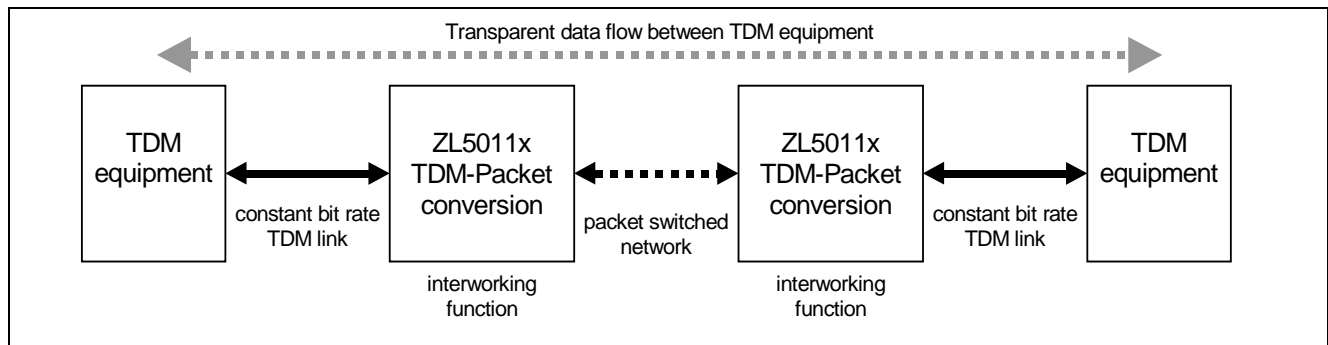 Transparent data flow between TDM equipment
TDM
equipment
constant bit rate
TDM link
ZL5011x
TDM-Packet
conversion
interworking
function
packet switched
network
ZL5011x
TDM-Packet
conversion
interworking
function
constant bit rate
TDM link
TDM
equipment